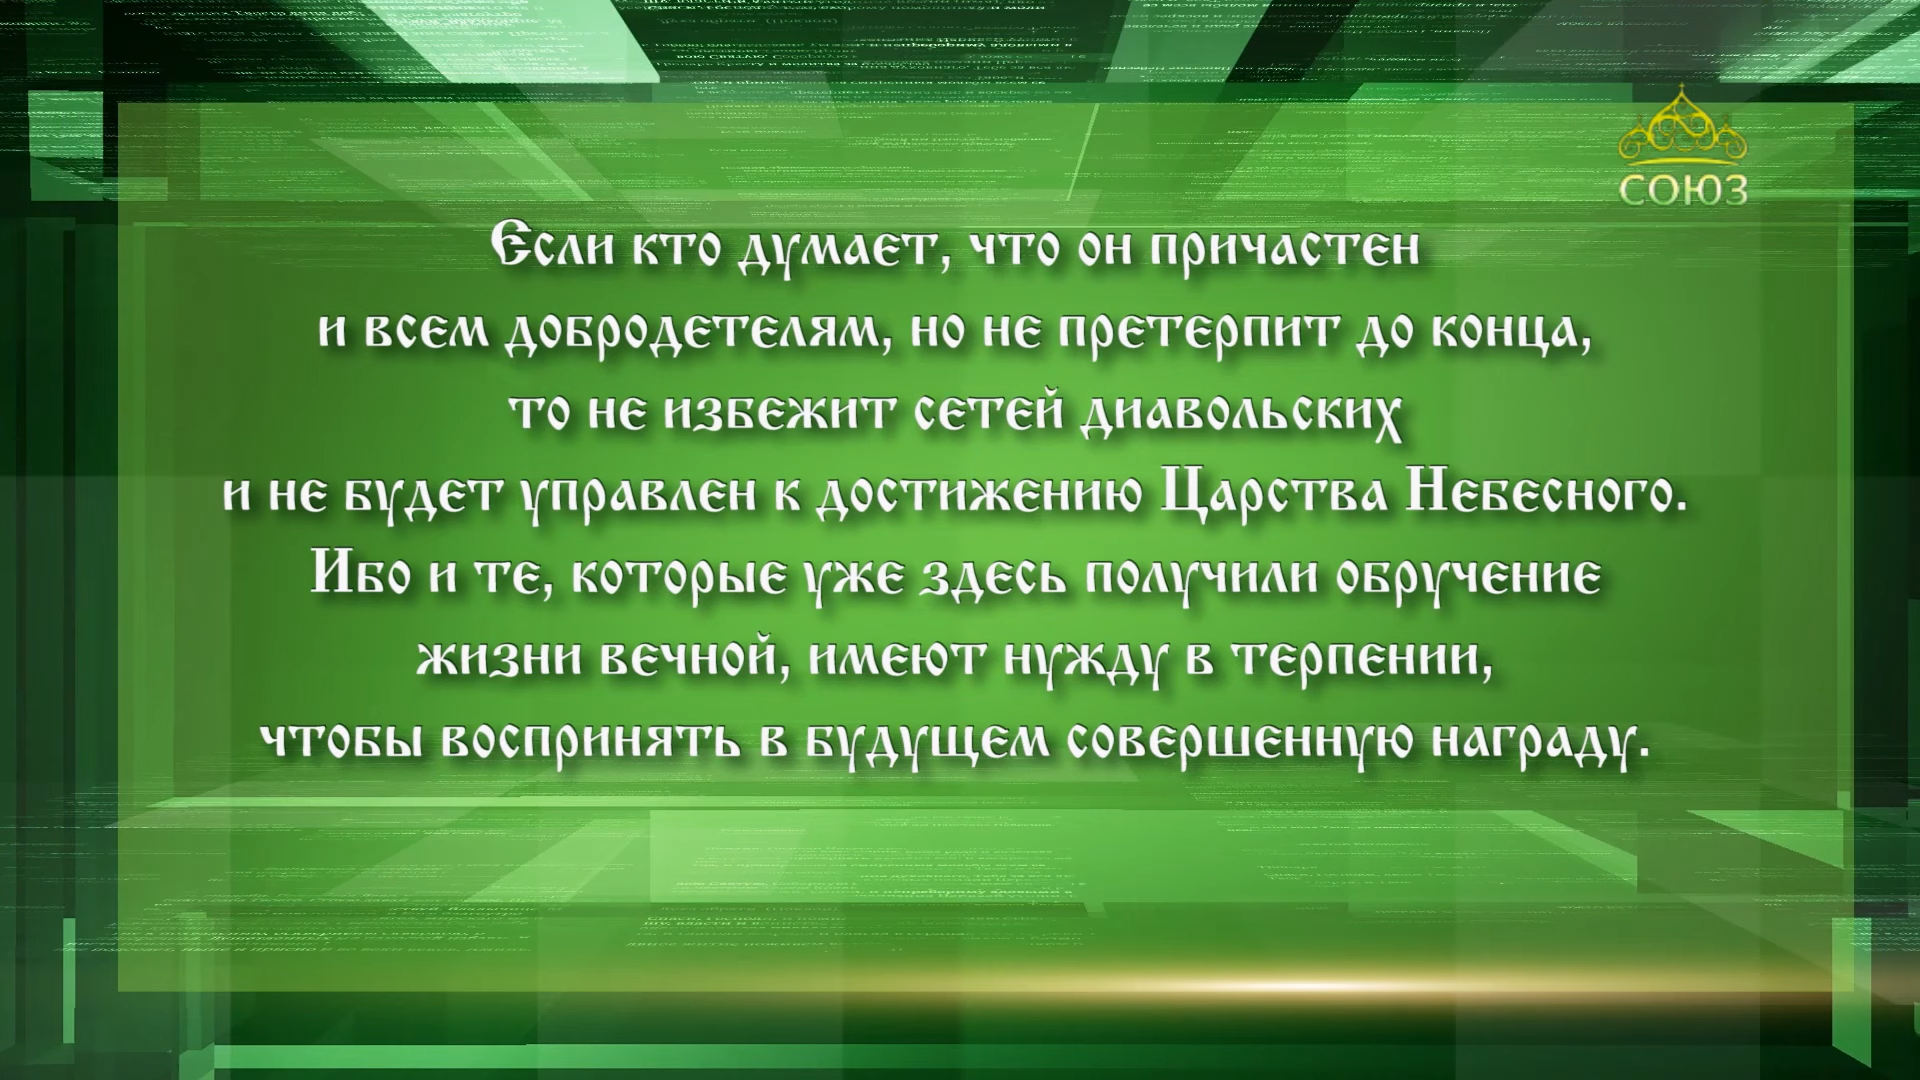 СОЮЗ
Если кто думает, что он причастен
и всем добродетелям, но не претерпит до конца,
то не избежит сетей диавольских
и не будет управлен к достижению Царства Небесного.
Ибо и те, которые уже здесь получили обручение
жизни вечной, имеют нужду в терпении,
чтобы воспринять в будущем совершенную награду.